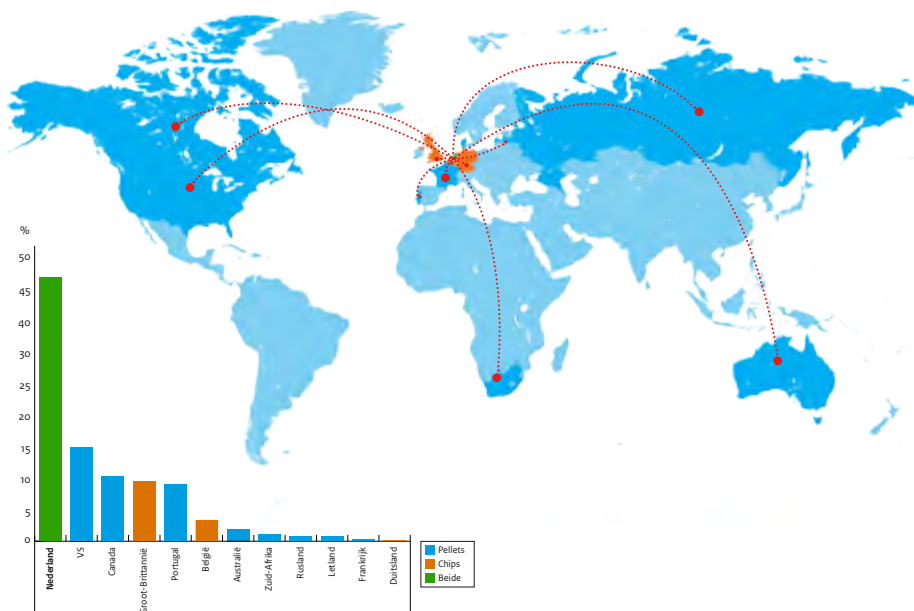 %
50
45
40
30
25
20
15
10
5
0
Nederland
VS
Canada
Groot-Brittannië
Portugal
België
Australië
Zuid-Afrika
Rusland
Letland
Frankrijk
Duitsland
Pellets
Chips
Beide